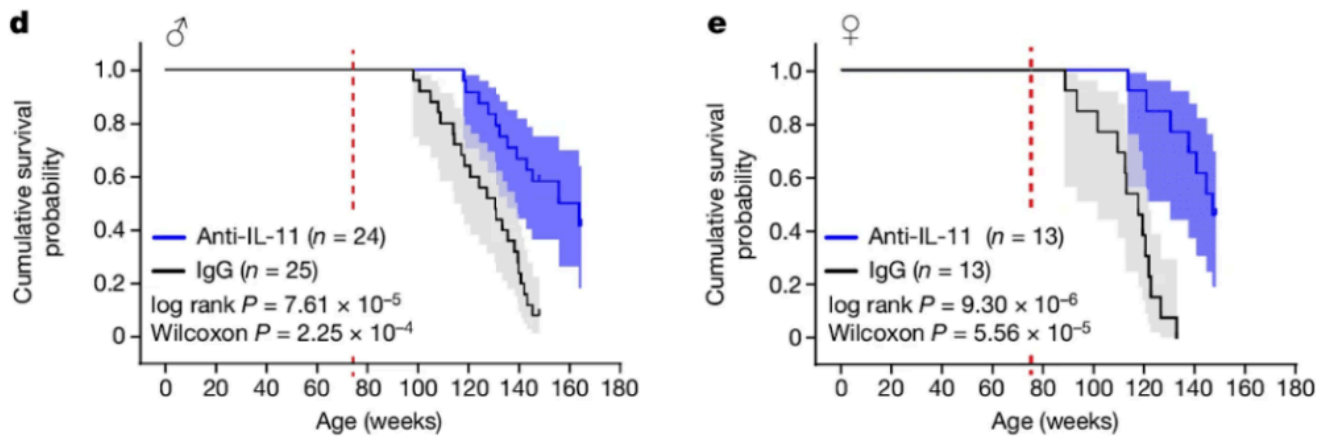 d ♂
Cumulative survival
probability
1.0
0.8
0.6
0.4
0.2
0
Anti-IL-11 (n = 24)
IgG (n = 25)
log rank P = 7.61 × 10⁻⁵
Wilcoxon P = 2.25 × 10⁻⁴
0 20 40 60 80 100 120 140 160 180
Age (weeks)
e ♀
Cumulative survival
probability
1.0
0.8
0.6
0.4
0.2
0
Anti-IL-11 (n = 13)
IgG (n = 13)
log rank P = 9.30 × 10⁻⁶
Wilcoxon P = 5.56 × 10⁻⁵
0 20 40 60 80 100 120 140 160 180
Age (weeks)